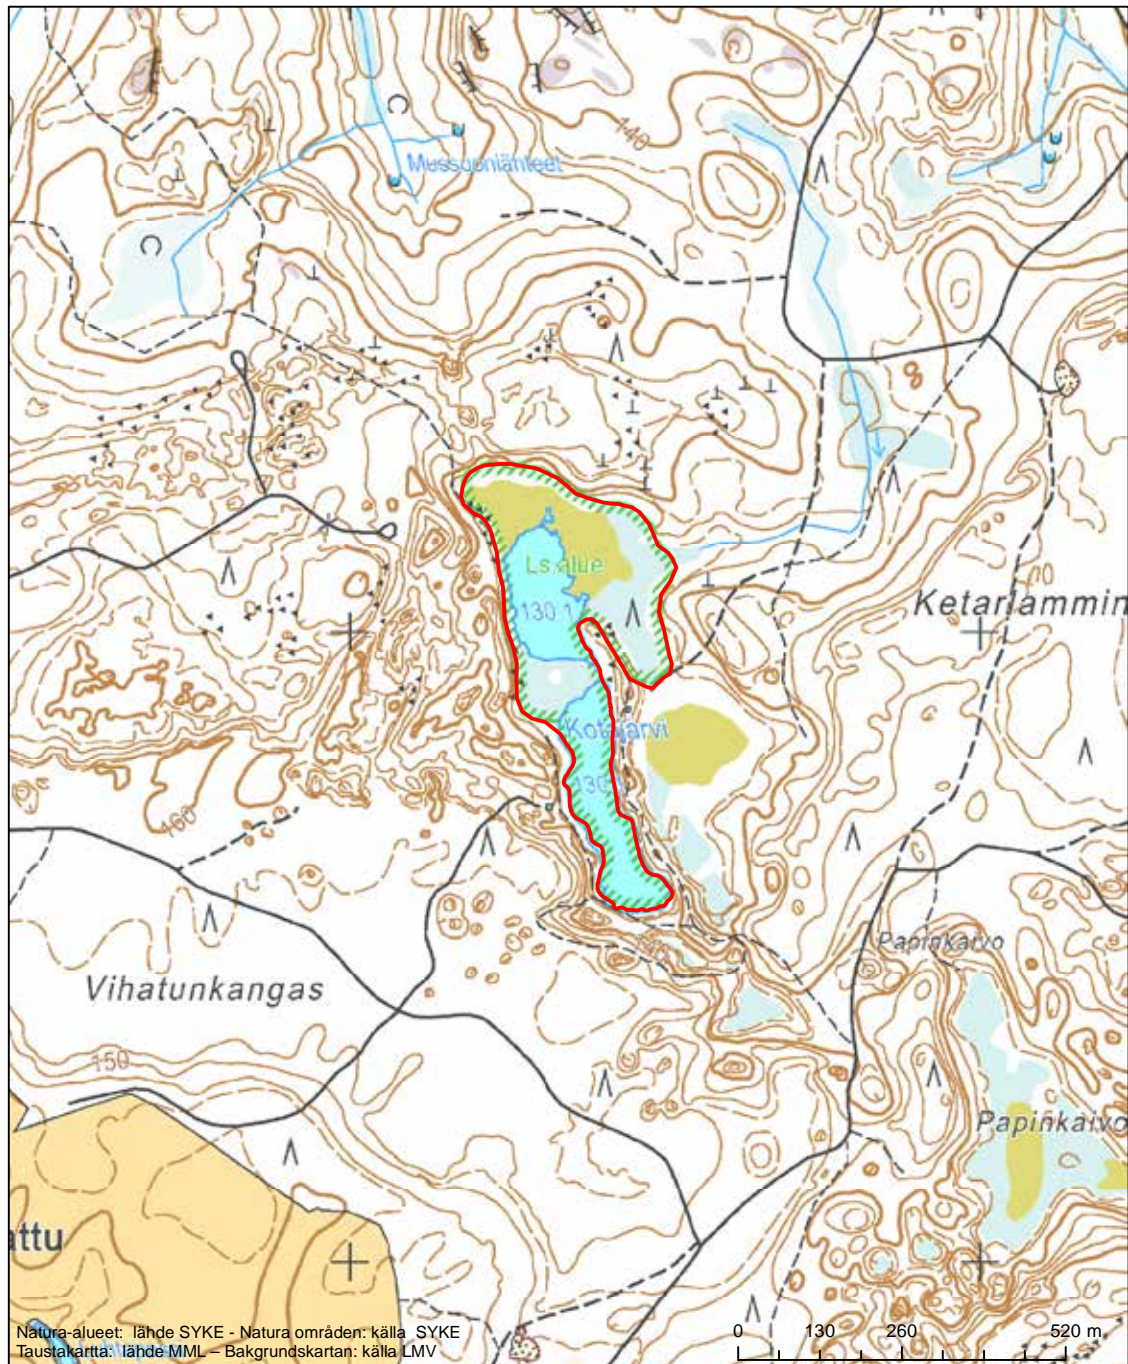 140
Mussuonlähteet
Ls.alue
130.1
Ketarlammin
Kotajärvi
130.
160
Papinkaivo
Vihatunkangas
150
Papinkaivo
attu
Natura-alueet: lähde SYKE - Natura områden: källa SYKE
Taustakartta: lähde MML – Bakgrundskartan: källa LMV
0 130 260 520 m